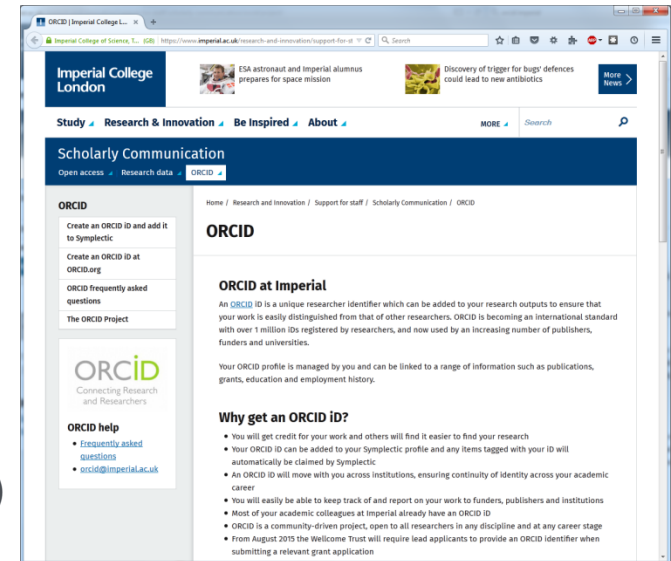 ORCID | Imperial College L...
Imperial College of Science, T... (GB)
https://www.imperial.ac.uk/research-and-innovation/support-for-st
Search
Imperial College
London
ESA astronaut and Imperial alumnus
prepares for space mission
Discovery of trigger for bugs' defences
could lead to new antibiotics
More
News
Study
Research & Innovation
Be Inspired
About
MORE
Search
Scholarly Communication
Open access
Research data
ORCID
ORCID
Create an ORCID iD and add it
to Symplectic
Create an ORCID iD at
ORCID.org
ORCID frequently asked
questions
The ORCID Project
ORCiD
Connecting Research
and Researchers
ORCID help
Frequently asked
questions
orcid@imperial.ac.uk
Home / Research and Innovation / Support for staff / Scholarly Communication / ORCID
ORCID
ORCID at Imperial
An ORCID iD is a unique researcher identifier which can be added to your research outputs to ensure that
your work is easily distinguished from that of other researchers. ORCID is becoming an international standard
with over 1 million iDs registered by researchers, and now used by an increasing number of publishers,
funders and universities.
Your ORCID profile is managed by you and can be linked to a range of information such as publications,
grants, education and employment history.
Why get an ORCID iD?
• You will get credit for your work and others will find it easier to find your research
• Your ORCID iD can be added to your Symplectic profile and any items tagged with your iD will
automatically be claimed by Symplectic
• An ORCID iD will move with you across institutions, ensuring continuity of identity across your academic
career
• You will easily be able to keep track of and report on your work to funders, publishers and institutions
• Most of your academic colleagues at Imperial already have an ORCID iD
• ORCID is a community-driven project, open to all researchers in any discipline and at any career stage
• From August 2015 the Wellcome Trust will require lead applicants to provide an ORCID identifier when
submitting a relevant grant application